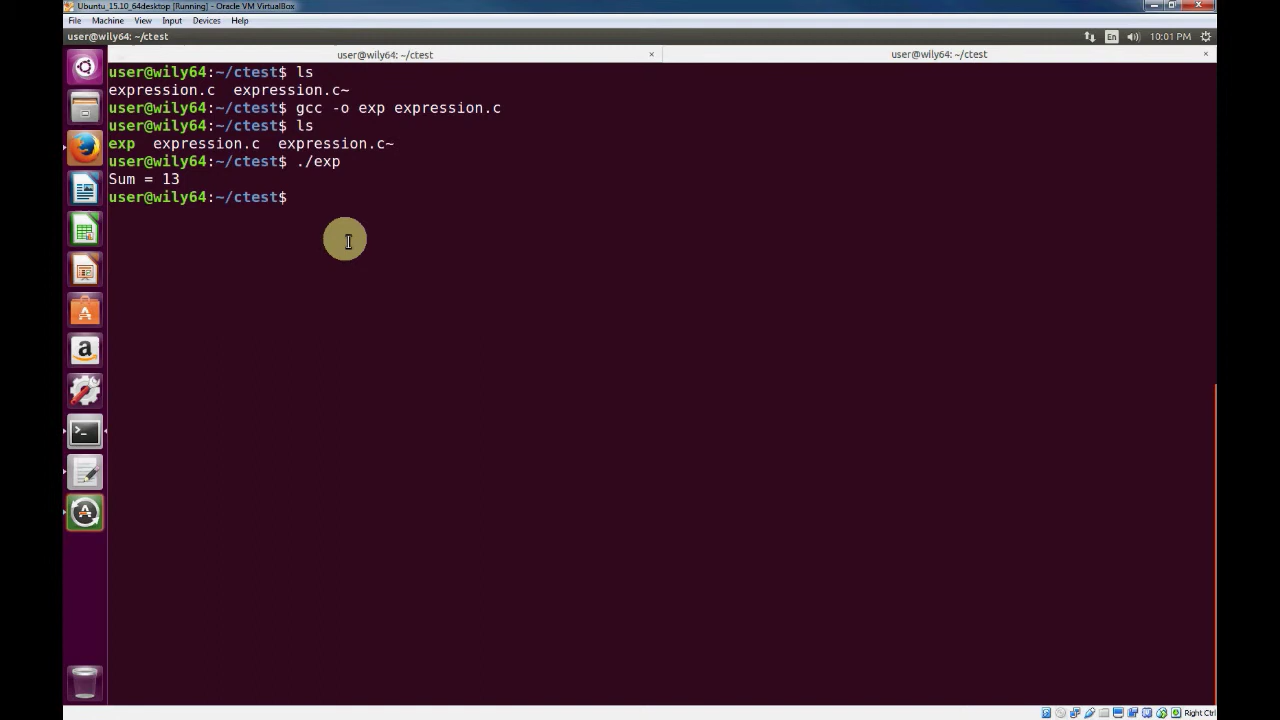 Ubuntu_15.10_64desktop [Running] - Oracle VM VirtualBox
File Machine View Input Devices Help
user@wily64: ~/ctest En 10:01 PM
user@wily64: ~/ctest × user@wily64: ~/ctest ×
user@wily64:~/ctest$ ls
expression.c expression.c~
user@wily64:~/ctest$ gcc -o exp expression.c
user@wily64:~/ctest$ ls
exp expression.c expression.c~
user@wily64:~/ctest$ ./exp
Sum = 13
user@wily64:~/ctest$
Right Ctrl